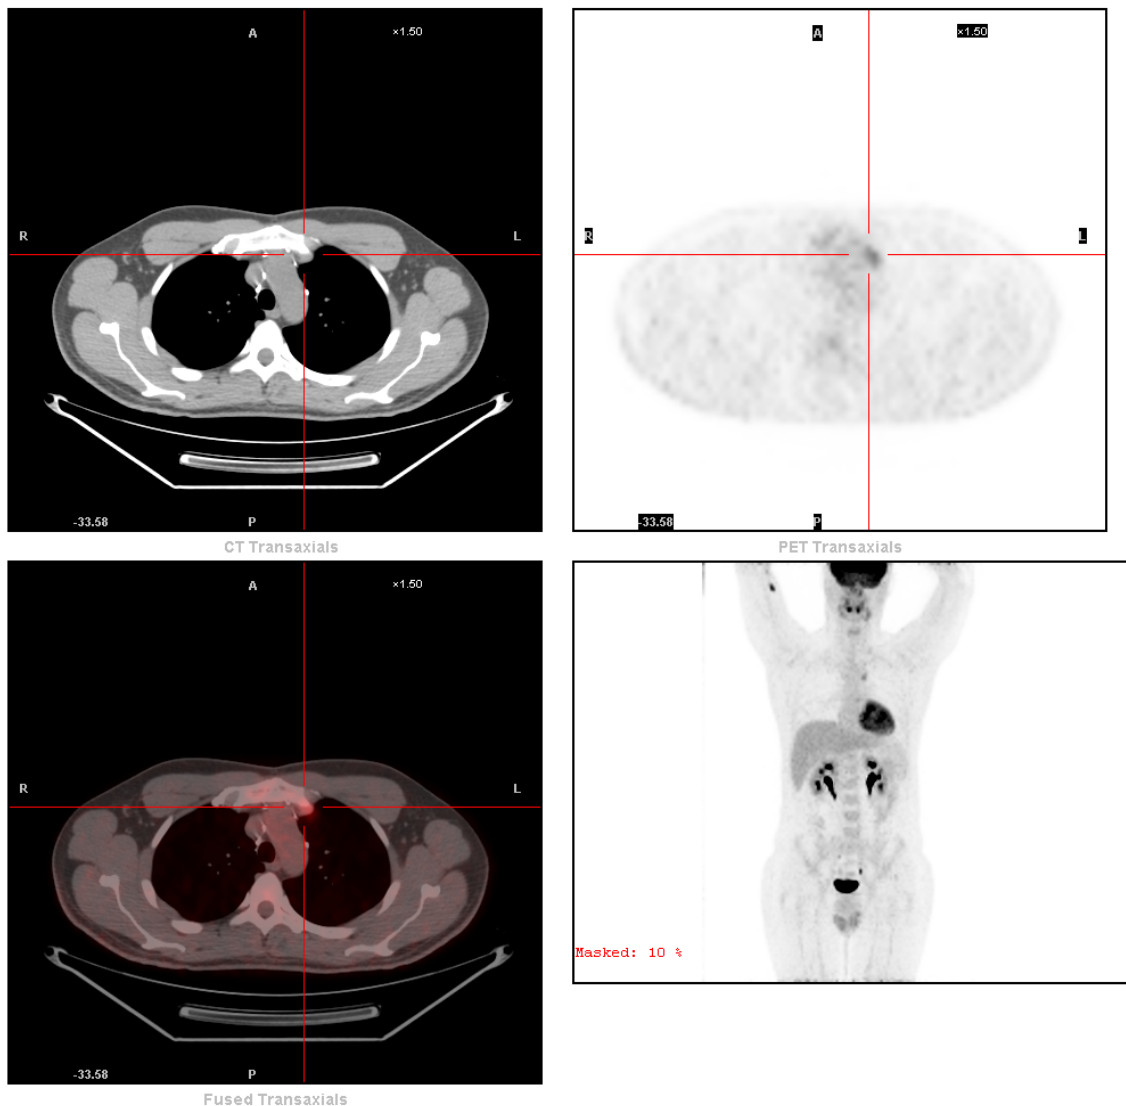 A ×1.50
R L
-33.58 P
CT Transaxials
A ×1.50
R L
-33.58 P
PET Transaxials
A ×1.50
R L
-33.58 P
Fused Transaxials
Masked: 10 %